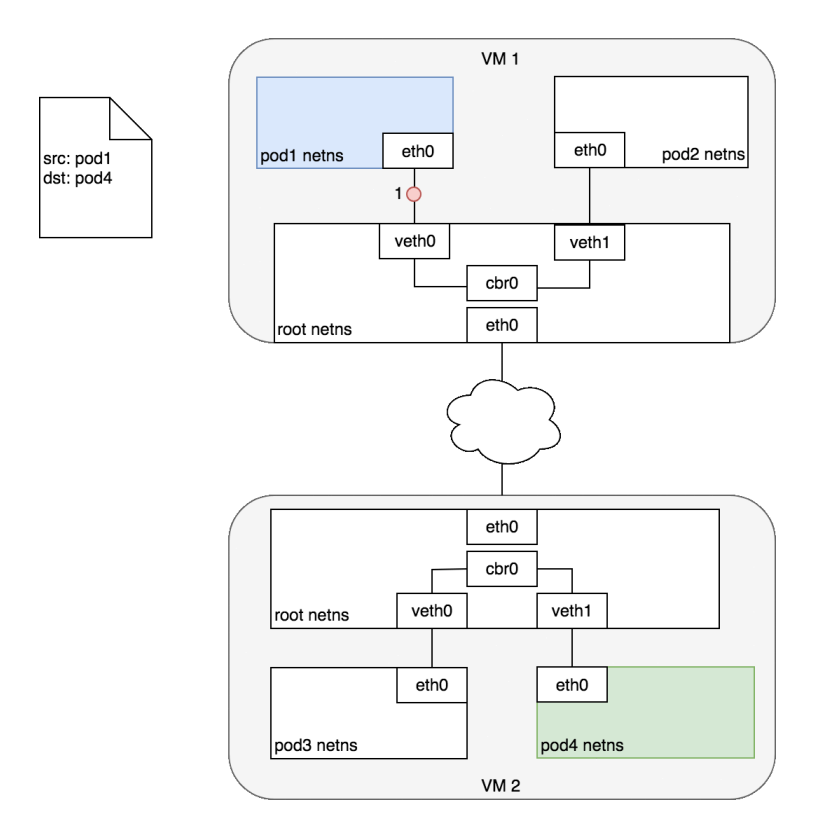 VM 1
src: pod1
dst: pod4
pod1 netns
eth0
eth0
pod2 netns
1
veth0
veth1
cbr0
eth0
root netns
eth0
cbr0
root netns
veth0
veth1
eth0
eth0
pod3 netns
pod4 netns
VM 2